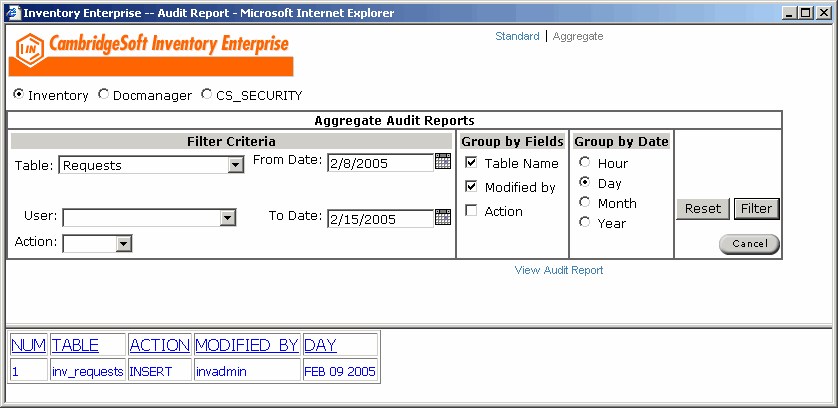 Inventory Enterprise -- Audit Report - Microsoft Internet Explorer
IN
CambridgeSoft Inventory Enterprise
Standard | Aggregate
Inventory Docmanager CS_SECURITY
Aggregate Audit Reports
Filter Criteria Group by Fields Group by Date
Table: Requests From Date: 2/8/2005 Table Name Hour
Modified by Day
User: To Date: 2/15/2005 Action Month Reset Filter
Year
Action: Cancel
View Audit Report
NUM TABLE ACTION MODIFIED_BY DAY
1 inv_requests INSERT invadmin FEB 09 2005